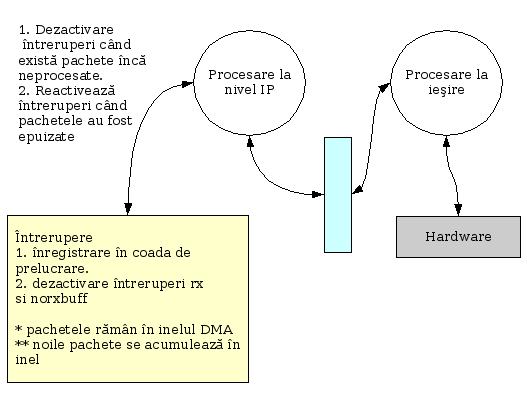 1. Dezactivare
întreruperi când
există pachete încă
neprocesate.
2. Reactivează
întreruperi când
pachetele au fost
epuizate
Procesare la
nivel IP
Procesare la
ieşire
Întrerupere
1. înregistrare în coada de
prelucrare.
2. dezactivare întreruperi rx
si norxbuff
* pachetele rămân în inelul DMA
** noile pachete se acumulează în
inel
Hardware